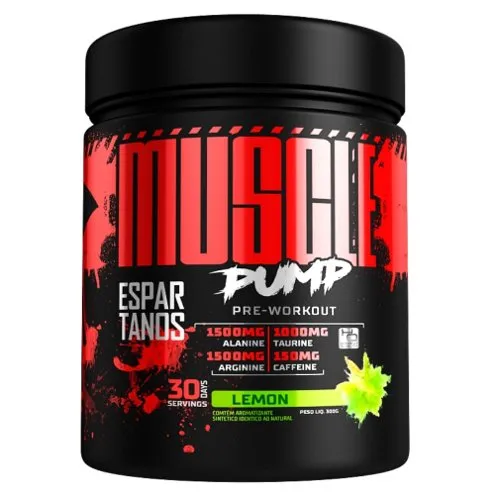 MUSCLE
PUMP
PRE-WORKOUT
ESPAR
TANOS
1500MG
ALANINE
1000MG
TAURINE
1500MG
ARGININE
150MG
CAFFEINE
30 DAYS
SERVINGS
LEMON
CONTÉM AROMATIZANTE
SINTÉTICO IDÊNTICO AO NATURAL
PESO LIQ. 300G